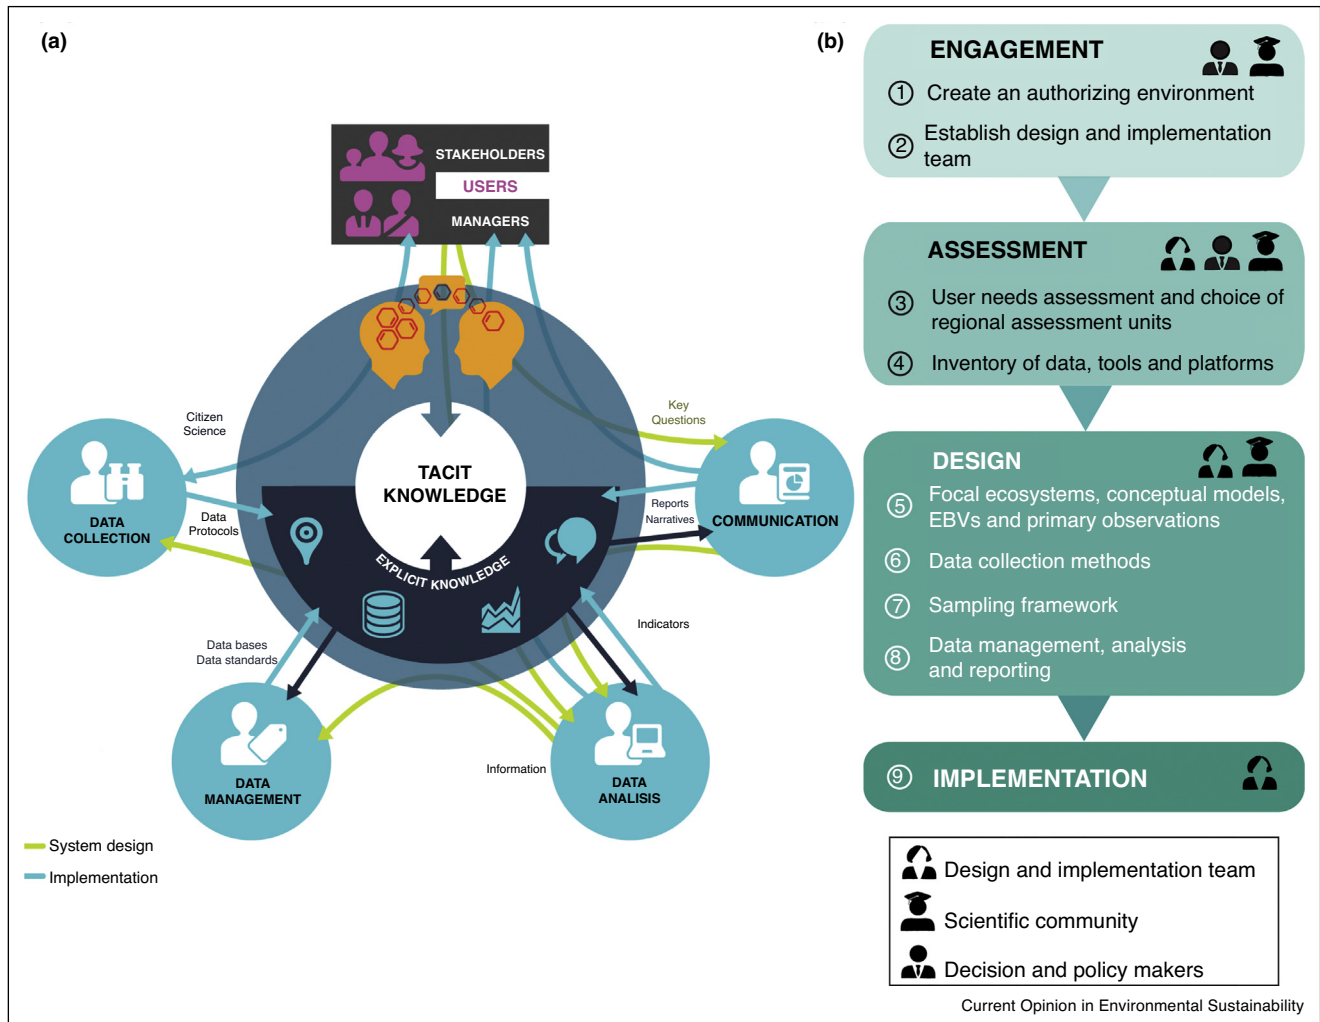 (a)
STAKEHOLDERS
USERS
MANAGERS
Citizen
Science
Key
Questions
TACIT
KNOWLEDGE
DATA
COLLECTION
Data
Protocols
Reports
Narratives
COMMUNICATION
EXPLICIT KNOWLEDGE
Data bases
Data standards
Indicators
DATA
MANAGEMENT
Information
DATA
ANALISIS
System design
Implementation
(b)
ENGAGEMENT
1 Create an authorizing environment
2 Establish design and implementation
team
ASSESSMENT
3 User needs assessment and choice of
regional assessment units
4 Inventory of data, tools and platforms
DESIGN
5 Focal ecosystems, conceptual models,
EBVs and primary observations
6 Data collection methods
7 Sampling framework
8 Data management, analysis
and reporting
9 IMPLEMENTATION
Design and implementation team
Scientific community
Decision and policy makers
Current Opinion in Environmental Sustainability